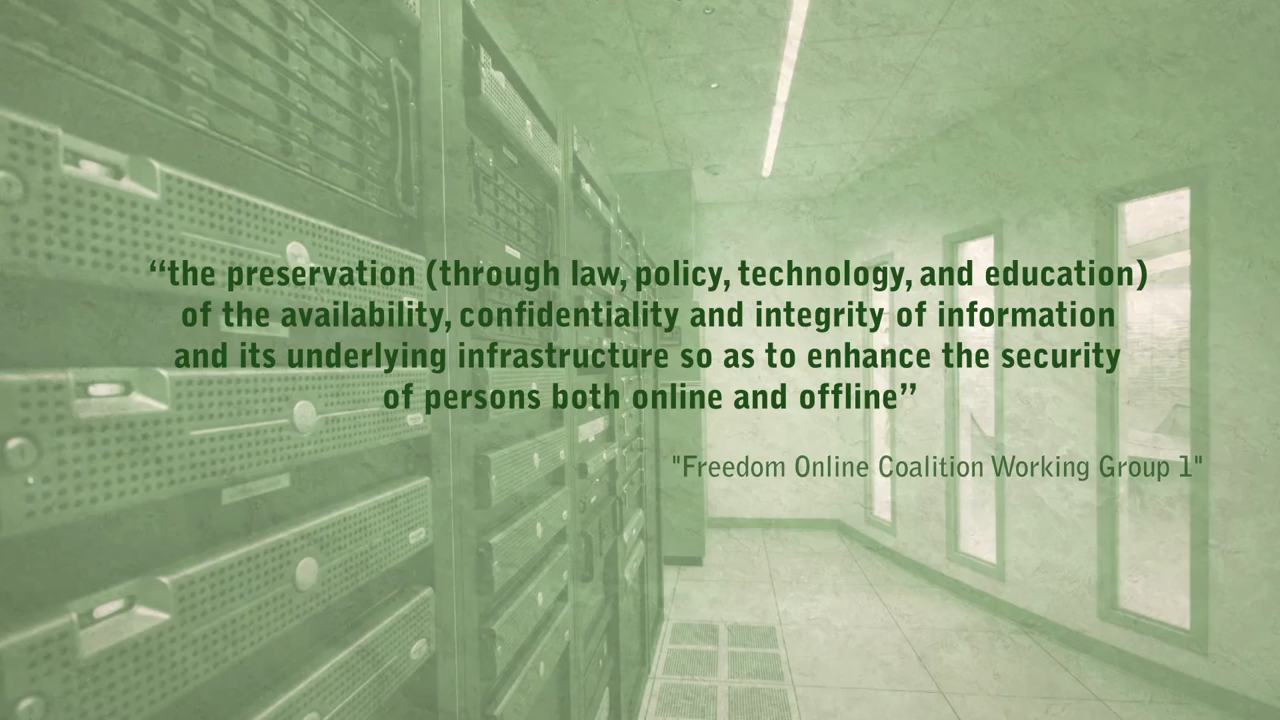 “the preservation (through law, policy, technology, and education)
of the availability, confidentiality and integrity of information
and its underlying infrastructure so as to enhance the security
of persons both online and offline”
"Freedom Online Coalition Working Group 1"